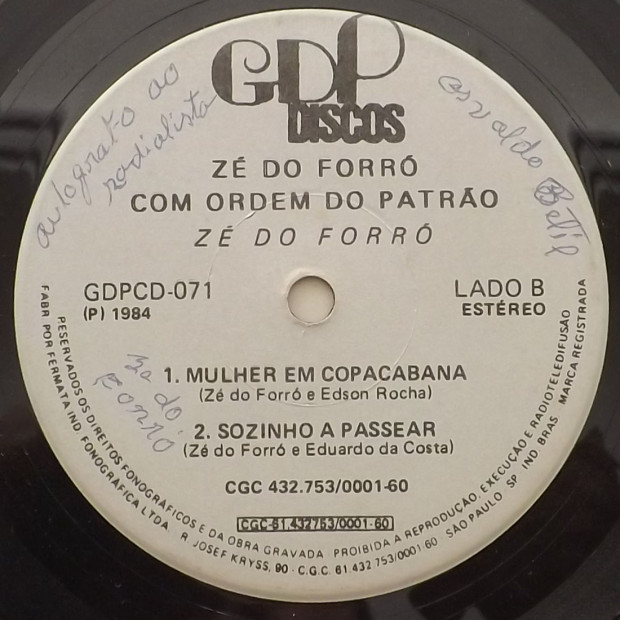 GDP
DISCOS
ZÉ DO FORRÓ
COM ORDEM DO PATRÃO
ZÉ DO FORRÓ
GDPCD-071
(P) 1984
LADO B
ESTÉREO
1. MULHER EM COPACABANA
(Zé do Forró e Edson Rocha)
2. SOZINHO A PASSEAR
(Zé do Forró e Eduardo da Costa)
CGC 432.753/0001-60
CGC-61.432753/0001-60
RESERVADOS OS DIREITOS FONOGRÁFICOS E DA OBRA GRAVADA · PROIBIDA A REPRODUÇÃO, EXECUÇÃO E RADIOTELEDIFUSÃO
FABR POR FERMATA IND FONOGRÁFICA LTDA. R JOSEF KRYSS, 90 · C.G.C. 61 432 753/0001-60 SÃO PAULO SP IND BRAS MARCA REGISTRADA
autografo ao
radialista
osvaldo
do
Forró